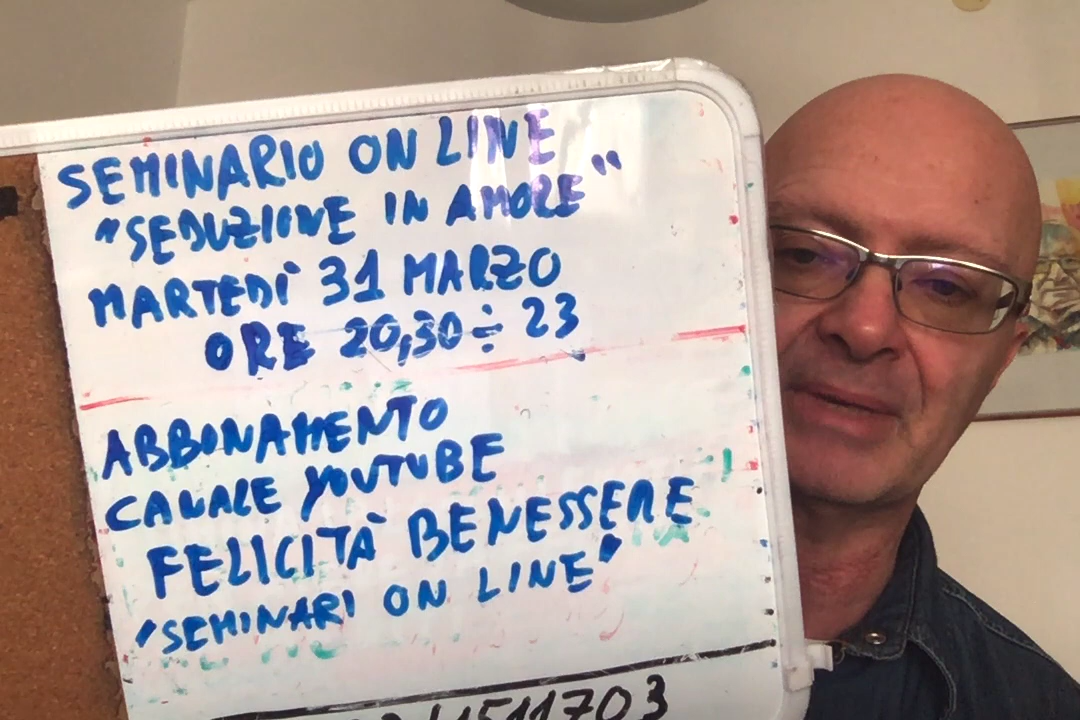 SEMINARIO ON LINE
"SEDUZIONE IN AMORE"
MARTEDÌ 31 MARZO
ORE 20,30 ÷ 23
ABBONAMENTO
CANALE YOUTUBE
FELICITÀ BENESSERE
"SEMINARI ON LINE"